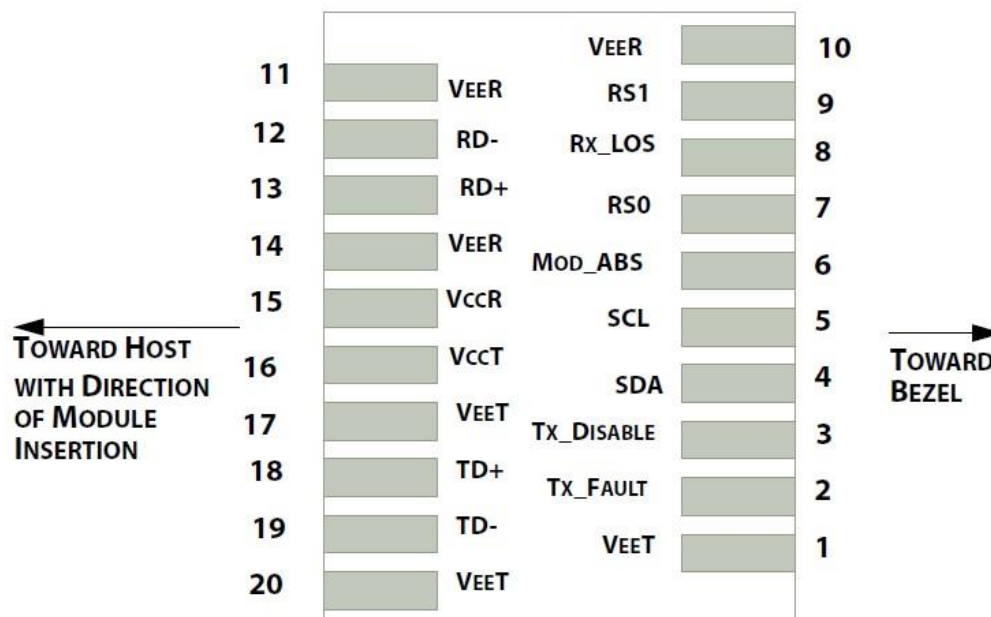 11 VEER
12 RD-
13 RD+
14 VEER
15 VCCR
16 VCCT
17 VEET
18 TD+
19 TD-
20 VEET
VEER 10
RS1 9
RX_LOS 8
RS0 7
MOD_ABS 6
SCL 5
SDA 4
TX_DISABLE 3
TX_FAULT 2
VEET 1
TOWARD HOST
WITH DIRECTION
OF MODULE
INSERTION
TOWARD
BEZEL